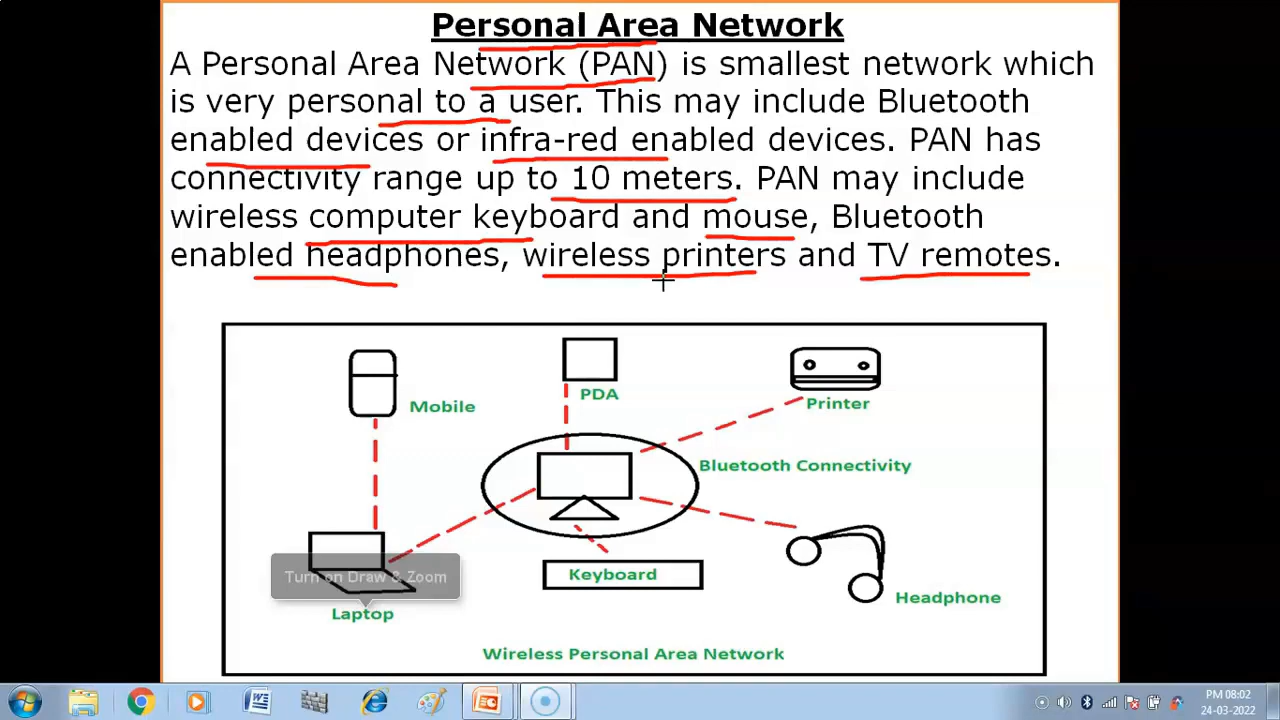 Personal Area Network
A Personal Area Network (PAN) is smallest network which
is very personal to a user. This may include Bluetooth
enabled devices or infra-red enabled devices. PAN has
connectivity range up to 10 meters. PAN may include
wireless computer keyboard and mouse, Bluetooth
enabled headphones, wireless printers and TV remotes.
Mobile
PDA
Printer
Bluetooth Connectivity
Turn on Draw & Zoom
Keyboard
Laptop
Headphone
Wireless Personal Area Network
PM 08:02
24-03-2022